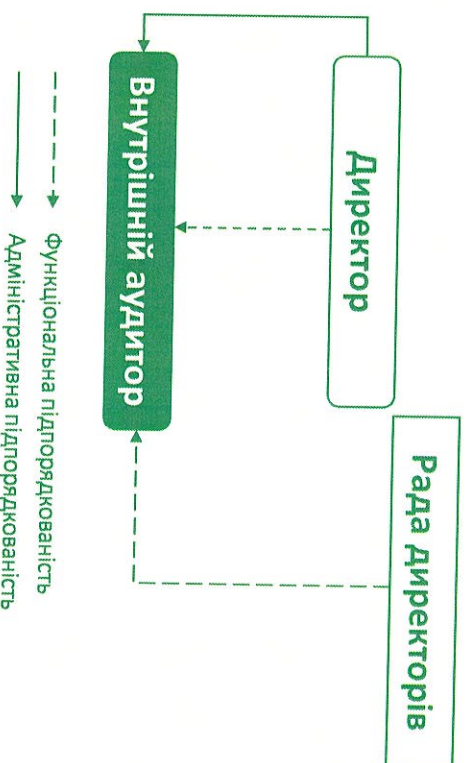 Рада директорів
Директор
Внутрішній аудитор
Функціональна підпорядкованість
Адміністративна підпорядкованість